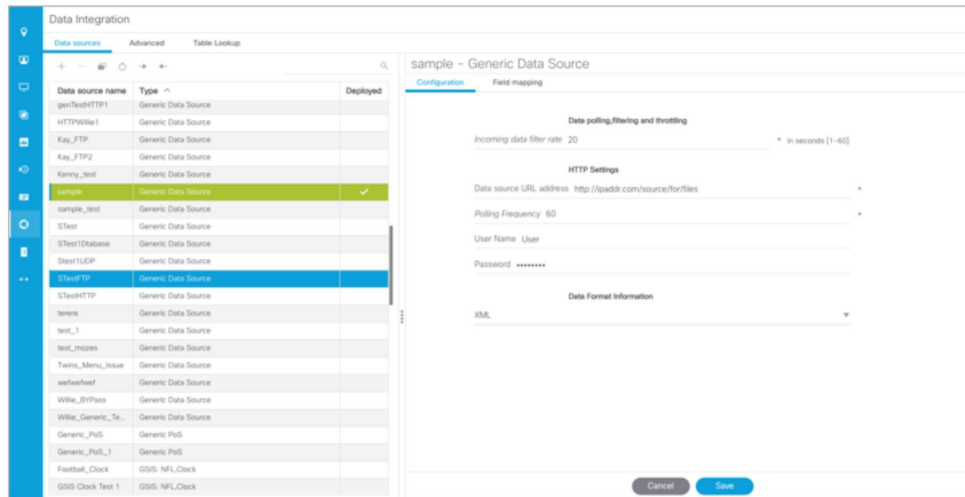 Data Integration
Data sources Advanced Table Lookup
Data source name Type Deployed
genTestHTTP1 Generic Data Source
HTTPWillie1 Generic Data Source
Kay_FTP Generic Data Source
Kay_FTP2 Generic Data Source
Kenny_test Generic Data Source
sample Generic Data Source
sample_test Generic Data Source
STest Generic Data Source
STest1Dtabase Generic Data Source
Stest1UDP Generic Data Source
STestFTP Generic Data Source
STestHTTP Generic Data Source
terere Generic Data Source
test_1 Generic Data Source
test_mozes Generic Data Source
Twins_Menu_Issue Generic Data Source
wefwefwef Generic Data Source
Willie_BYPass Generic Data Source
Willie_Generic_Te... Generic Data Source
Generic_PoS Generic PoS
Generic_PoS_1 Generic PoS
Football_Clock GSIS: NFL,Clock
GSIS Clock Test 1 GSIS: NFL,Clock
sample - Generic Data Source
Configuration Field mapping
Data polling,filtering and throttling
Incoming data filter rate 20 * in seconds [1-60]
HTTP Settings
Data source URL address http://ipaddr.com/source/for/files *
Polling Frequency 60 *
User Name User
Password ••••••••
Data Format Information
XML
Cancel Save